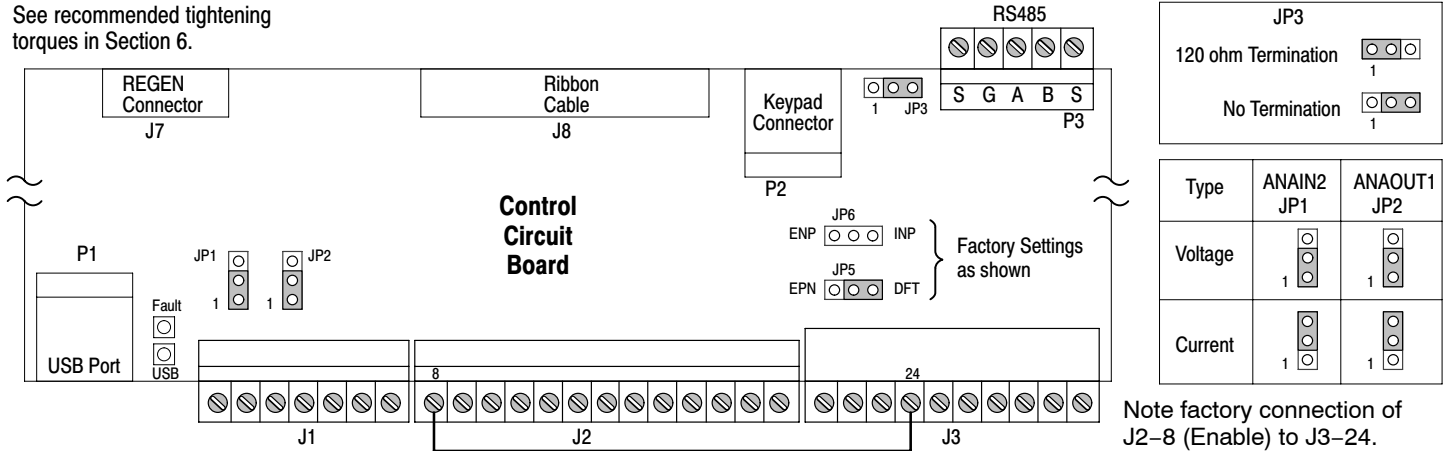 See recommended tightening
torques in Section 6.
REGEN
Connector
J7
Ribbon
Cable
J8
Keypad
Connector
P2
1 JP3
RS485
S G A B S
P3
JP3
120 ohm Termination
1
No Termination
1
Control
Circuit
Board
JP6
ENP INP
JP5
EPN DFT
Factory Settings
as shown
P1
USB Port
Fault
USB
JP1
1
JP2
1
Type ANAIN2 ANAOUT1
JP1 JP2
Voltage
1 1
Current
1 1
8
24
J1
J2
J3
Note factory connection of
J2–8 (Enable) to J3–24.